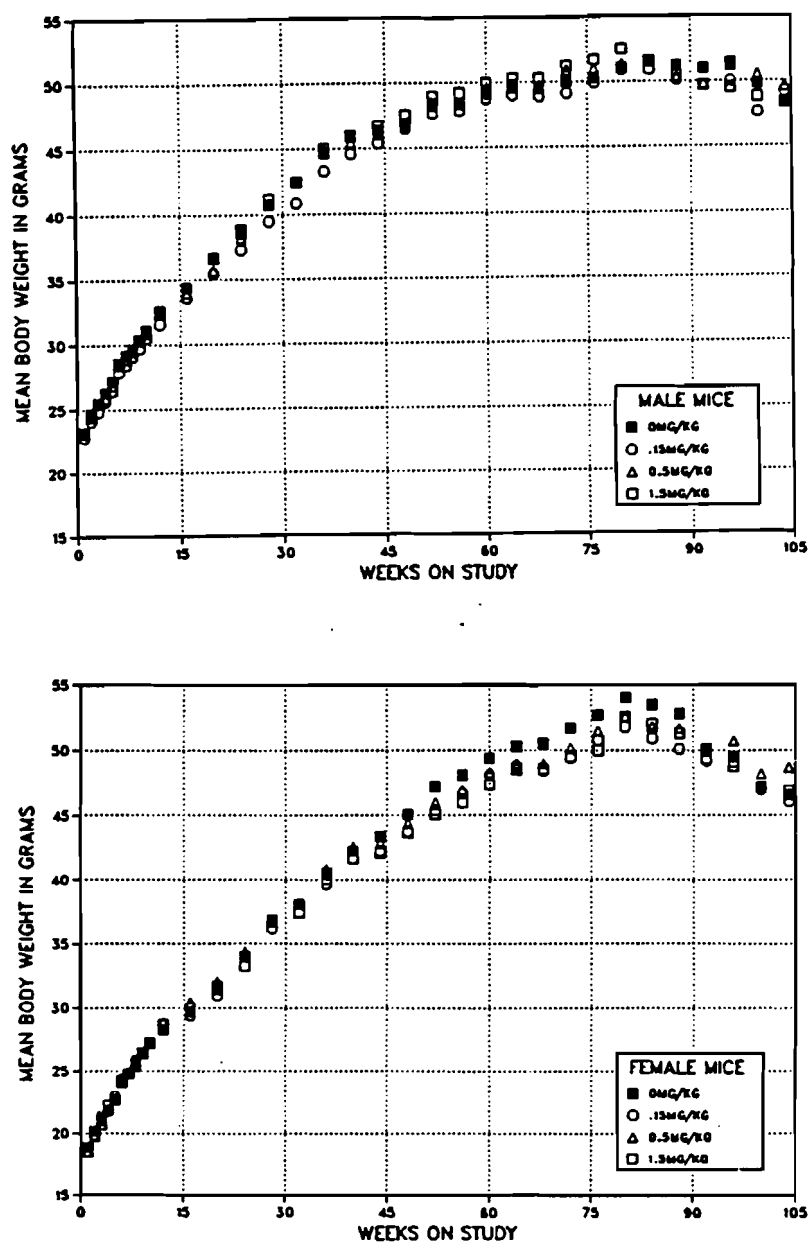 55
50
45
40
35
30
25
20
15
MEAN BODY WEIGHT IN GRAMS
MALE MICE
0MG/KG
.15MG/KG
0.5MG/KG
1.5MG/KG
0 15 30 45 60 75 90 105
WEEKS ON STUDY
55
50
45
40
35
30
25
20
15
MEAN BODY WEIGHT IN GRAMS
FEMALE MICE
0MG/KG
.15MG/KG
0.5MG/KG
1.5MG/KG
0 15 30 45 60 75 90 105
WEEKS ON STUDY